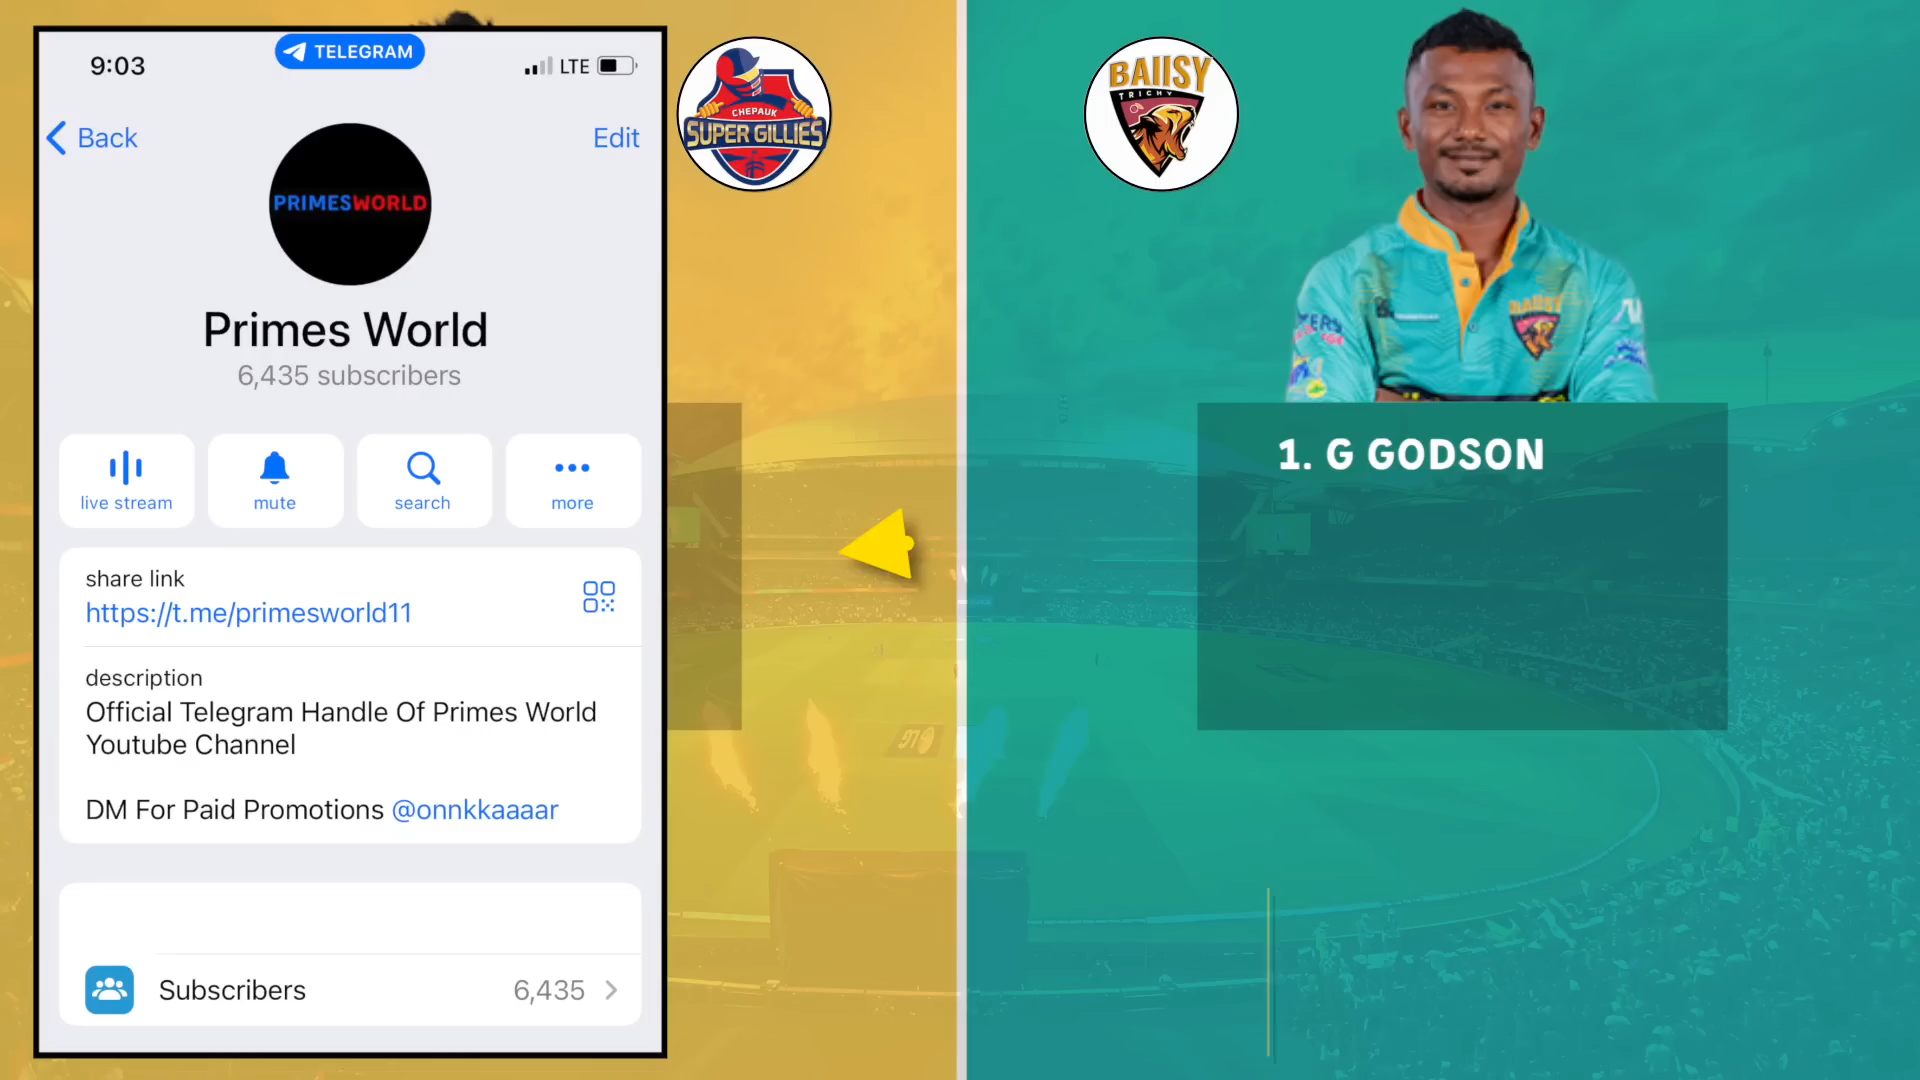 9:03
TELEGRAM
LTE
Back
Edit
PRIMESWORLD
Primes World
6,435 subscribers
live stream
mute
search
more
share link
https://t.me/primesworld11
description
Official Telegram Handle Of Primes World
Youtube Channel
DM For Paid Promotions @onnkkaaaar
Subscribers
6,435
CHEPAUK
SUPER GILLIES
BA11SY
TRICHY
1. G GODSON